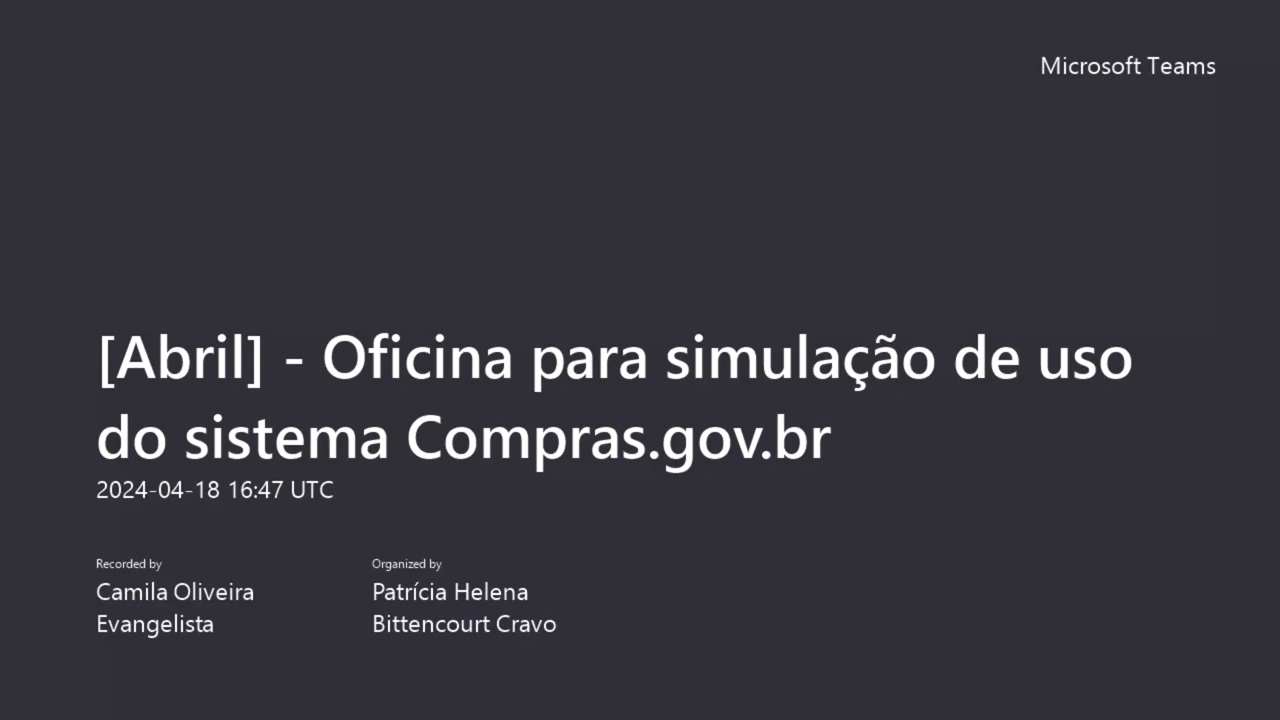 Microsoft Teams
[Abril] - Oficina para simulação de uso
do sistema Compras.gov.br
2024-04-18 16:47 UTC
Recorded by
Camila Oliveira
Evangelista
Organized by
Patrícia Helena
Bittencourt Cravo